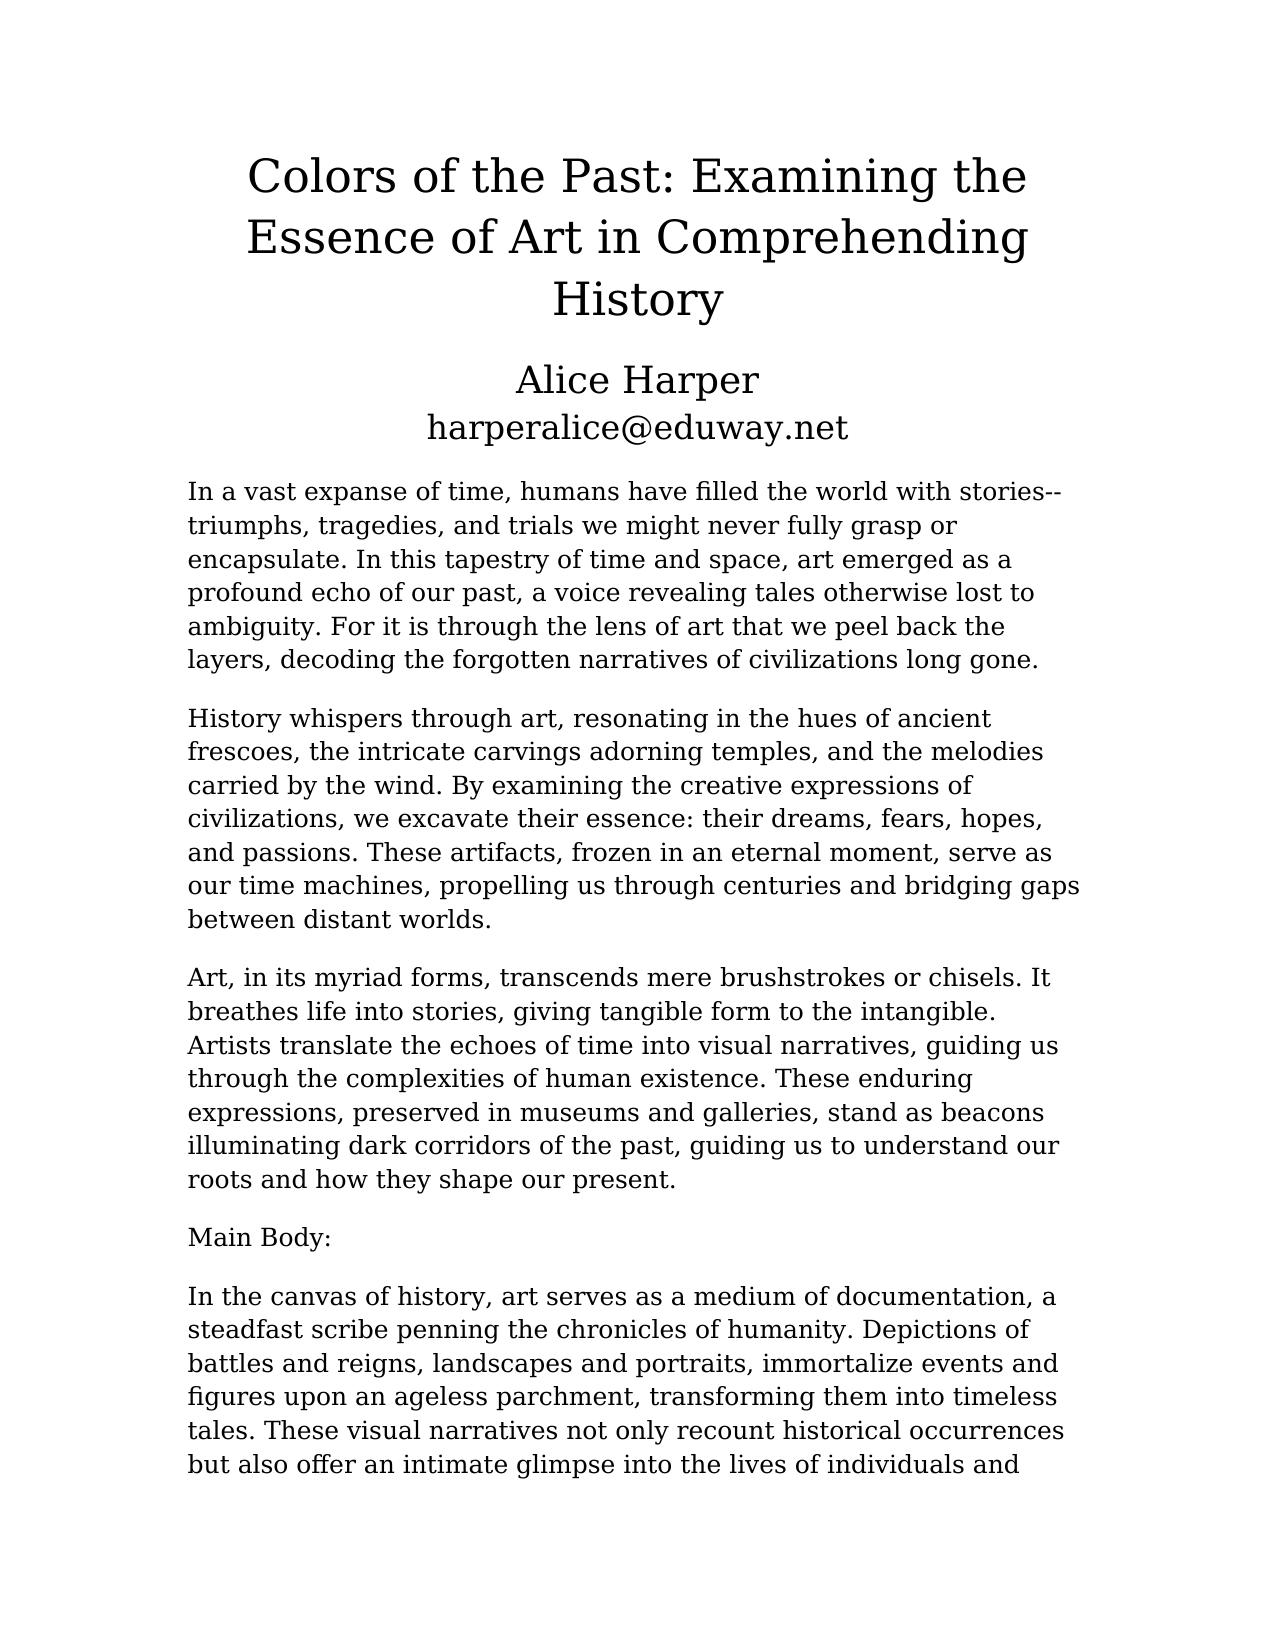 Colors of the Past: Examining the
Essence of Art in Comprehending
History
Alice Harper
harperalice@eduway.net
In a vast expanse of time, humans have filled the world with stories--
triumphs, tragedies, and trials we might never fully grasp or
encapsulate. In this tapestry of time and space, art emerged as a
profound echo of our past, a voice revealing tales otherwise lost to
ambiguity. For it is through the lens of art that we peel back the
layers, decoding the forgotten narratives of civilizations long gone.
History whispers through art, resonating in the hues of ancient
frescoes, the intricate carvings adorning temples, and the melodies
carried by the wind. By examining the creative expressions of
civilizations, we excavate their essence: their dreams, fears, hopes,
and passions. These artifacts, frozen in an eternal moment, serve as
our time machines, propelling us through centuries and bridging gaps
between distant worlds.
Art, in its myriad forms, transcends mere brushstrokes or chisels. It
breathes life into stories, giving tangible form to the intangible.
Artists translate the echoes of time into visual narratives, guiding us
through the complexities of human existence. These enduring
expressions, preserved in museums and galleries, stand as beacons
illuminating dark corridors of the past, guiding us to understand our
roots and how they shape our present.
Main Body:
In the canvas of history, art serves as a medium of documentation, a
steadfast scribe penning the chronicles of humanity. Depictions of
battles and reigns, landscapes and portraits, immortalize events and
figures upon an ageless parchment, transforming them into timeless
tales. These visual narratives not only recount historical occurrences
but also offer an intimate glimpse into the lives of individuals and